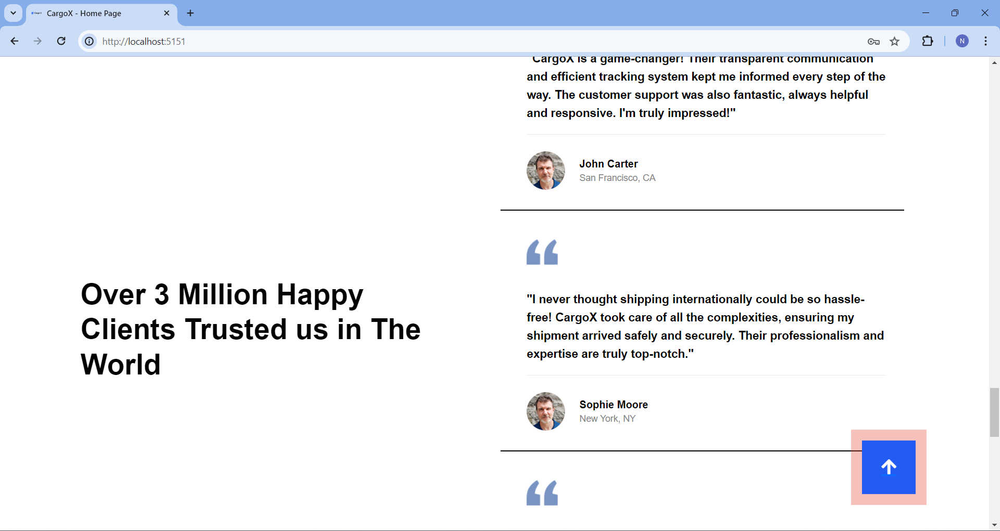 CargoX - Home Page
http://localhost:5151
N
"CargoX is a game-changer! Their transparent communication
and efficient tracking system kept me informed every step of the
way. The customer support was also fantastic, always helpful
and responsive. I'm truly impressed!"
John Carter
San Francisco, CA
Over 3 Million Happy
Clients Trusted us in The
World
"I never thought shipping internationally could be so hassle-
free! CargoX took care of all the complexities, ensuring my
shipment arrived safely and securely. Their professionalism and
expertise are truly top-notch."
Sophie Moore
New York, NY